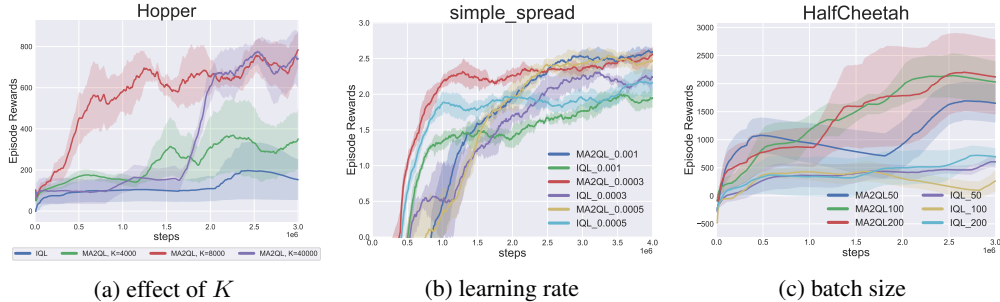 Hopper
Episode Rewards
800
600
400
200
0
0.0 0.5 1.0 1.5 2.0 2.5 3.0
steps
1e6
IQL MA2QL, K=4000 MA2QL, K=8000 MA2QL, K=40000
(a) effect of K
simple_spread
Episode Rewards
3.0
2.5
2.0
1.5
1.0
0.5
0.0
0.0 0.5 1.0 1.5 2.0 2.5 3.0 3.5 4.0
steps
1e6
MA2QL_0.001
IQL_0.001
MA2QL_0.0003
IQL_0.0003
MA2QL_0.0005
IQL_0.0005
(b) learning rate
HalfCheetah
Episode Rewards
3000
2500
2000
1500
1000
500
0
−500
0.0 0.5 1.0 1.5 2.0 2.5 3.0
steps
1e6
MA2QL50 IQL_50
MA2QL100 IQL_100
MA2QL200 IQL_200
(c) batch size